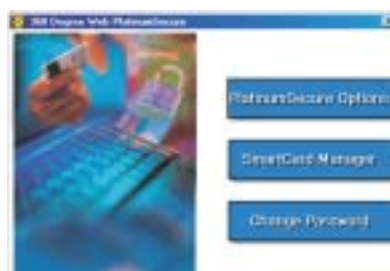 360 Degree Web PlatinumSecure
PlatinumSecure Options
SmartCard Manager
Change Password